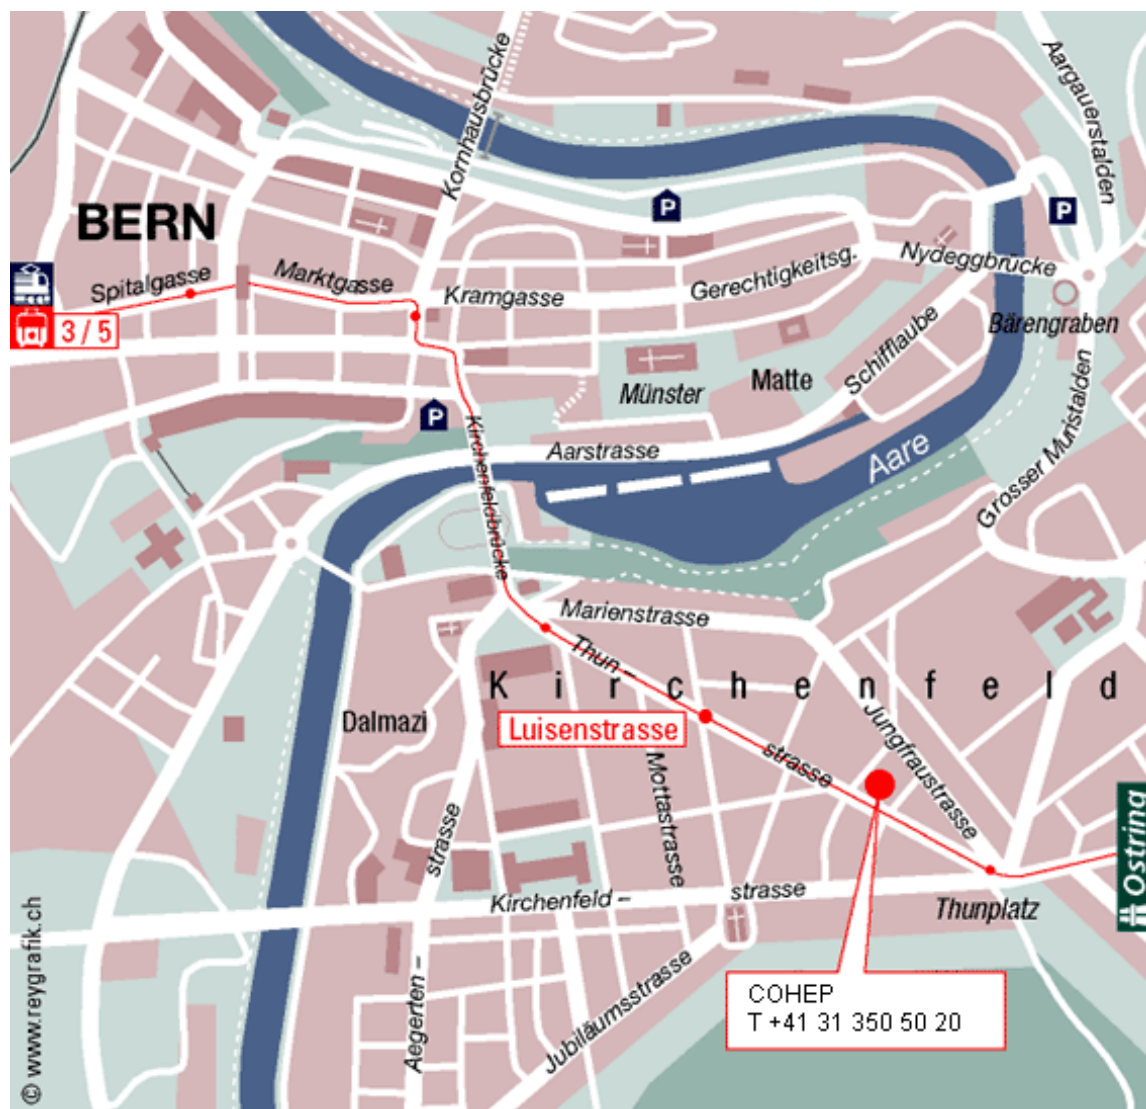 Kornhausbrücke
Aargauerstalden
P
P
BERN
Nydeggbrücke
Spitalgasse
Marktgasse
Kramgasse
Gerechtigkeitsg.
3 / 5
Bärengraben
Schifflaube
Matte
Münster
P
Kirchenfeldbrücke
Aarstrasse
Aare
Grosser Muristalden
Marienstrasse
Thun –
Kirchenfeld
Dalmazi
Luisenstrasse
strasse
Jungfraustrasse
Mottastrasse
strasse
Ostring
Kirchenfeld –
strasse
Thunplatz
Aegerten –
Jubiläumsstrasse
COHEP
T +41 31 350 50 20
© www.reygrafik.ch